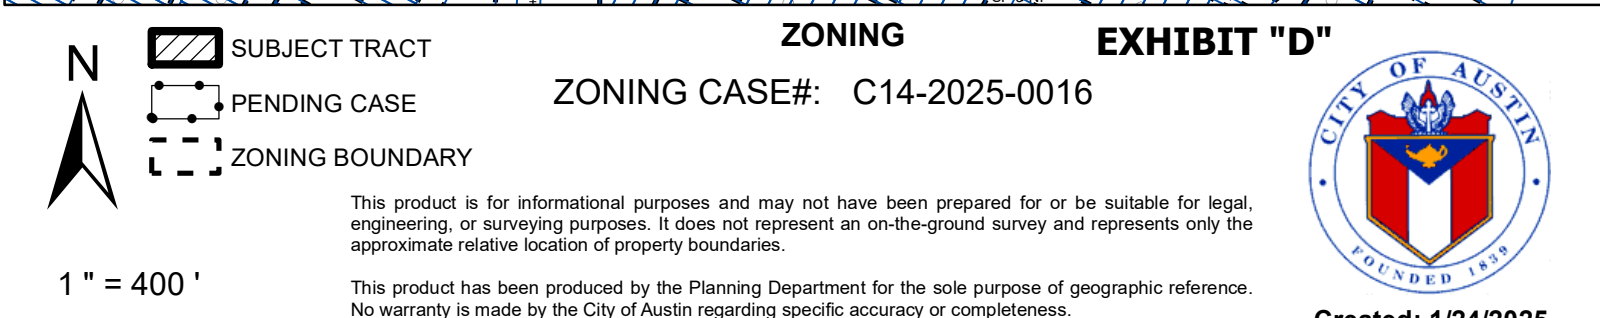 ZONING
EXHIBIT "D"
N
SUBJECT TRACT
PENDING CASE
ZONING BOUNDARY
ZONING CASE#: C14-2025-0016
CITY OF AUSTIN
FOUNDED 1839
This product is for informational purposes and may not have been prepared for or be suitable for legal,
engineering, or surveying purposes. It does not represent an on-the-ground survey and represents only the
approximate relative location of property boundaries.
1 " = 400 '
This product has been produced by the Planning Department for the sole purpose of geographic reference.
No warranty is made by the City of Austin regarding specific accuracy or completeness.
Created: 1/24/2025